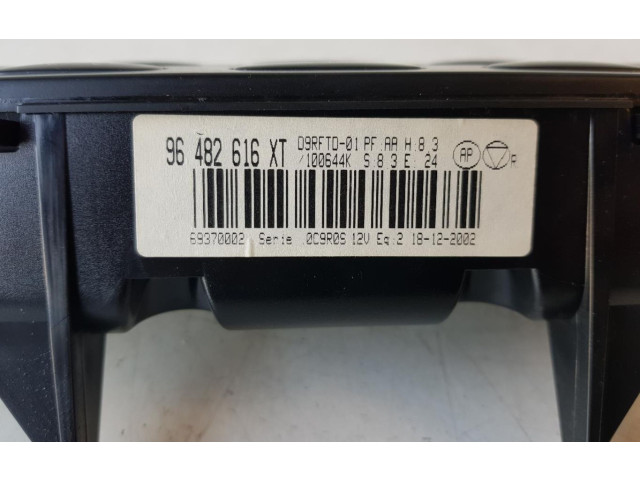 96 482 616 XT D9RFTD-01 PF:AA H:8 3
/100644K S:8 3 E: 24 AP R
69370002 Serie .0C9R0S 12V Eq:2 18-12-2002